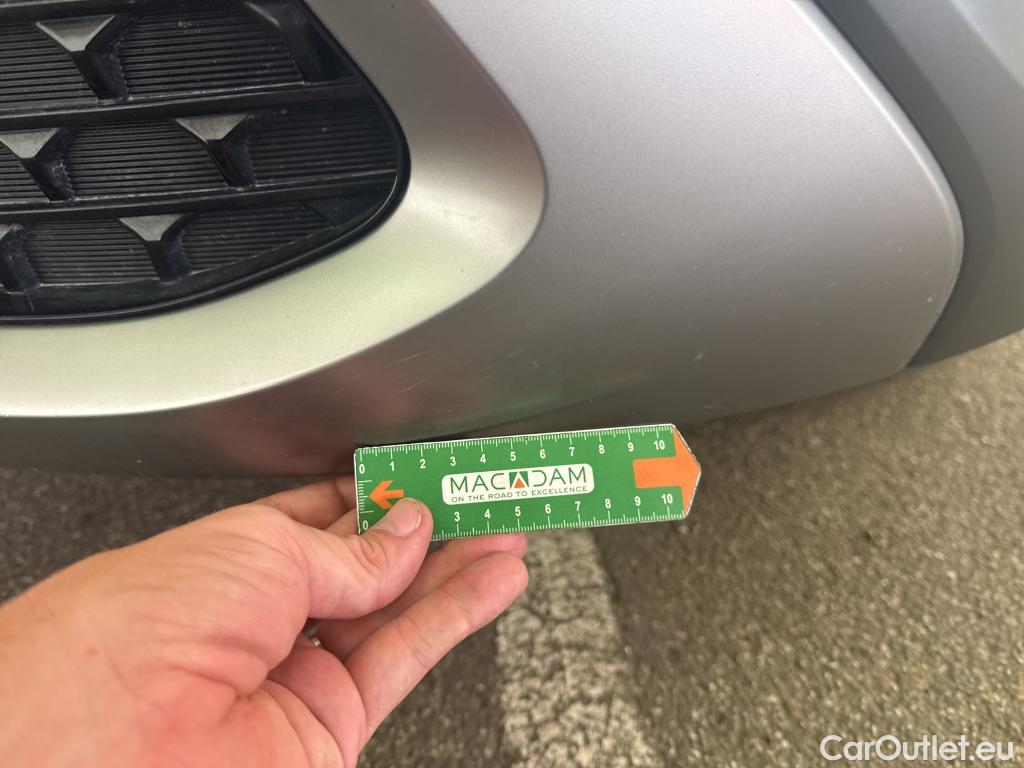 0 1 2 3 4 5 6 7 8 9 10
MACADAM
ON THE ROAD TO EXCELLENCE
0 3 4 5 6 7 8 9 10
CarOutlet.eu